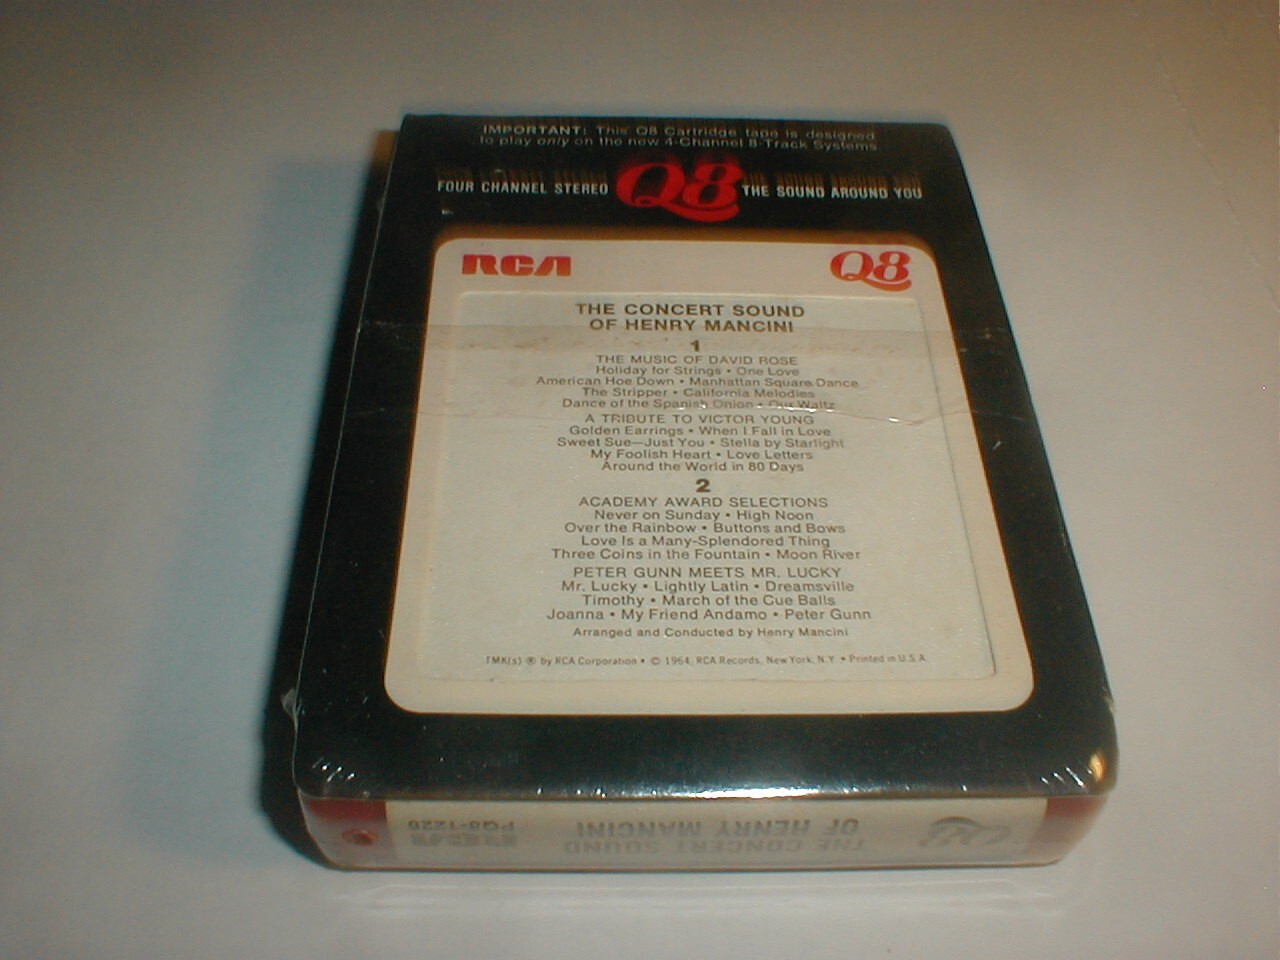 IMPORTANT: This Q8 Cartridge tape is designed
to play only on the new 4-Channel 8-Track Systems
FOUR CHANNEL STEREO Q8 THE SOUND AROUND YOU
RCA Q8
THE CONCERT SOUND
OF HENRY MANCINI
1
THE MUSIC OF DAVID ROSE
Holiday for Strings • One Love
American Hoe Down • Manhattan Square Dance
The Stripper • California Melodies
Dance of the Spanish Onion • Our Waltz
A TRIBUTE TO VICTOR YOUNG
Golden Earrings • When I Fall in Love
Sweet Sue—Just You • Stella by Starlight
My Foolish Heart • Love Letters
Around the World in 80 Days
2
ACADEMY AWARD SELECTIONS
Never on Sunday • High Noon
Over the Rainbow • Buttons and Bows
Love Is a Many-Splendored Thing
Three Coins in the Fountain • Moon River
PETER GUNN MEETS MR. LUCKY
Mr. Lucky • Lightly Latin • Dreamsville
Timothy • March of the Cue Balls
Joanna • My Friend Andamo • Peter Gunn
Arranged and Conducted by Henry Mancini
TMK(s) ® by RCA Corporation • © 1964, RCA Records, New York, N.Y. • Printed in U.S.A.
Q8 THE CONCERT SOUND RCA
OF HENRY MANCINI PQ8-1226